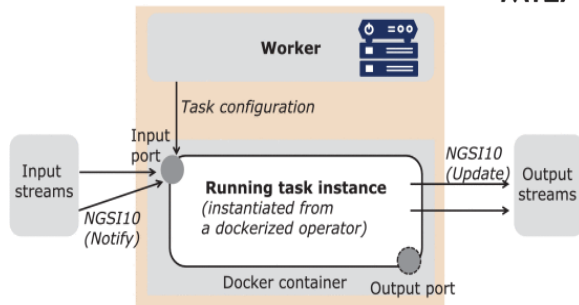 Worker
Task configuration
Input
port
Input
streams
NGSI10
(Notify)
Running task instance
(instantiated from
a dockerized operator)
NGSI10
(Update)
Output
streams
Docker container
Output port